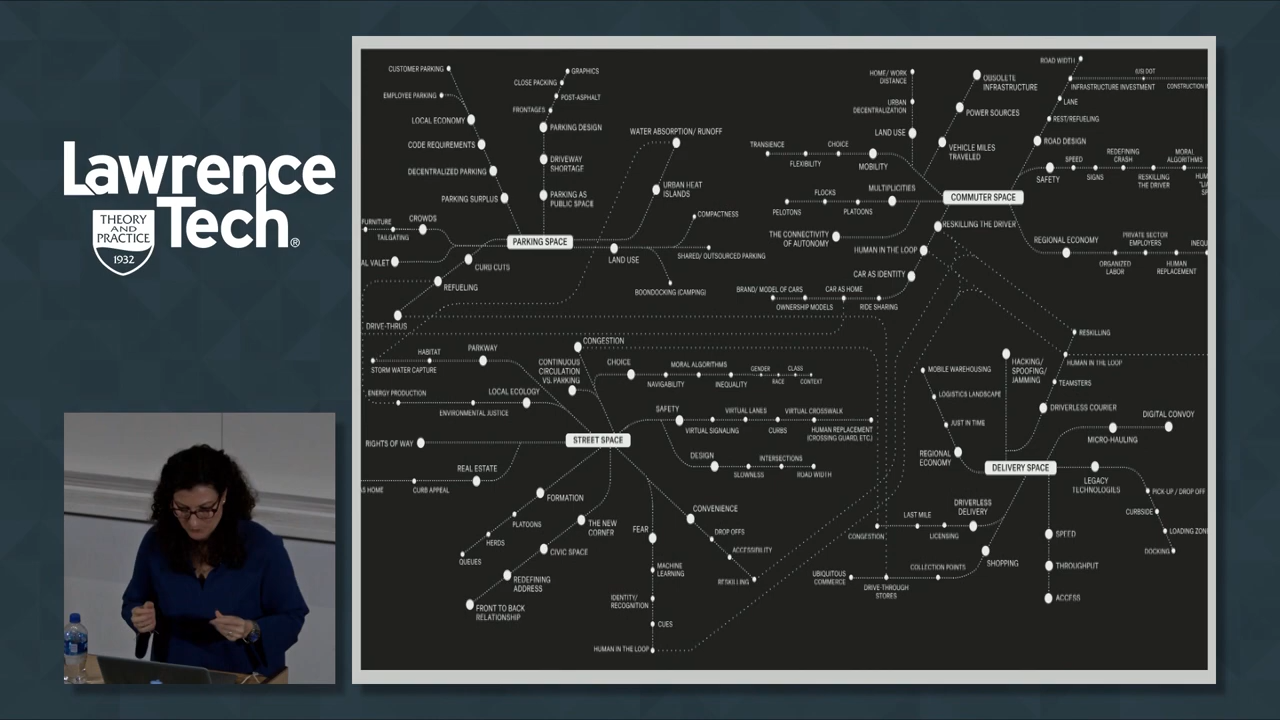 Lawrence
Tech®
THEORY
AND
PRACTICE
1932
CUSTOMER PARKING
EMPLOYEE PARKING
LOCAL ECONOMY
CODE REQUIREMENTS
DECENTRALIZED PARKING
PARKING SURPLUS
CROWDS
TAILGATING
AL VALET
GRAPHICS
CLOSE PACKING
POST-ASPHALT
FRONTAGES
PARKING DESIGN
DRIVEWAY
SHORTAGE
PARKING AS
PUBLIC SPACE
PARKING SPACE
CURB CUTS
REFUELING
DRIVE-THRUS
WATER ABSORPTION/ RUNOFF
URBAN HEAT
ISLANDS
COMPACTNESS
LAND USE
SHARED/ OUTSOURCED PARKING
BOONDOCKING (CAMPING)
HOME/ WORK
DISTANCE
URBAN
DECENTRALIZATION
LAND USE
TRANSIENCE
FLEXIBILITY
CHOICE
MOBILITY
OBSOLETE
INFRASTRUCTURE
POWER SOURCES
VEHICLE MILES
TRAVELED
MULTIPLICITIES
FLOCKS
PELOTONS
PLATOONS
THE CONNECTIVITY
OF AUTONOMY
COMMUTER SPACE
RESKILLING THE DRIVER
HUMAN IN THE LOOP
CAR AS IDENTITY
BRAND/ MODEL OF CARS
CAR AS HOME
OWNERSHIP MODELS
RIDE SHARING
ROAD WIDTH
INFRASTRUCTURE INVESTMENT
CONSTRUCTION
LANE
REST/REFUELING
ROAD DESIGN
SAFETY
SPEED
SIGNS
REDEFINING
CRASH
RESKILLING
THE DRIVER
MORAL
ALGORITHMS
REGIONAL ECONOMY
PRIVATE SECTOR
EMPLOYERS
ORGANIZED
LABOR
HUMAN
REPLACEMENT
INEQU
HABITAT
PARKWAY
STORM WATER CAPTURE
ENERGY PRODUCTION
LOCAL ECOLOGY
ENVIRONMENTAL JUSTICE
RIGHTS OF WAY
REAL ESTATE
AS HOME
CURB APPEAL
CONGESTION
CONTINUOUS
CIRCULATION
VS. PARKING
CHOICE
MORAL ALGORITHMS
NAVIGABILITY
INEQUALITY
GENDER
RACE
CLASS
CONTEXT
STREET SPACE
SAFETY
VIRTUAL LANES
VIRTUAL CROSSWALK
VIRTUAL SIGNALING
CURBS
HUMAN REPLACEMENT
(CROSSING GUARD, ETC.)
DESIGN
INTERSECTIONS
SLOWNESS
ROAD WIDTH
FORMATION
PLATOONS
HERDS
QUEUES
THE NEW
CORNER
CIVIC SPACE
REDEFINING
ADDRESS
FRONT TO BACK
RELATIONSHIP
FEAR
MACHINE
LEARNING
IDENTITY/
RECOGNITION
CUES
HUMAN IN THE LOOP
CONVENIENCE
DROP OFFS
ACCESSIBILITY
RESKILLING
RESKILLING
HUMAN IN THE LOOP
TEAMSTERS
HACKING/
SPOOFING/
JAMMING
DRIVERLESS COURIER
MOBILE WAREHOUSING
LOGISTICS LANDSCAPE
JUST IN TIME
REGIONAL
ECONOMY
DELIVERY SPACE
DIGITAL CONVOY
MICRO-HAULING
LEGACY
TECHNOLOGIES
PICK-UP / DROP OFF
CURBSIDE
LOADING ZON
DOCKING
DRIVERLESS
DELIVERY
LAST MILE
CONGESTION
LICENSING
SHOPPING
COLLECTION POINTS
UBIQUITOUS
COMMERCE
DRIVE-THROUGH
STORES
SPEED
THROUGHPUT
ACCESS